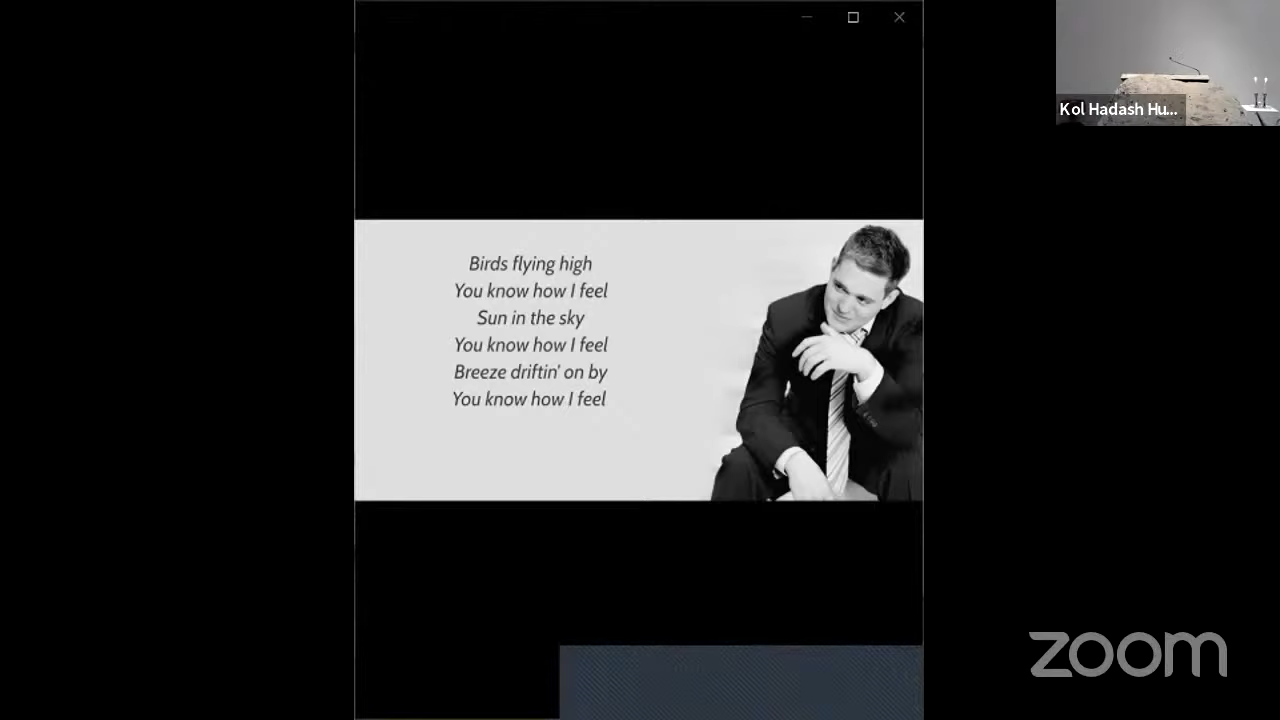 Kol Hadash Hu...
Birds flying high
You know how I feel
Sun in the sky
You know how I feel
Breeze driftin' on by
You know how I feel
zoom